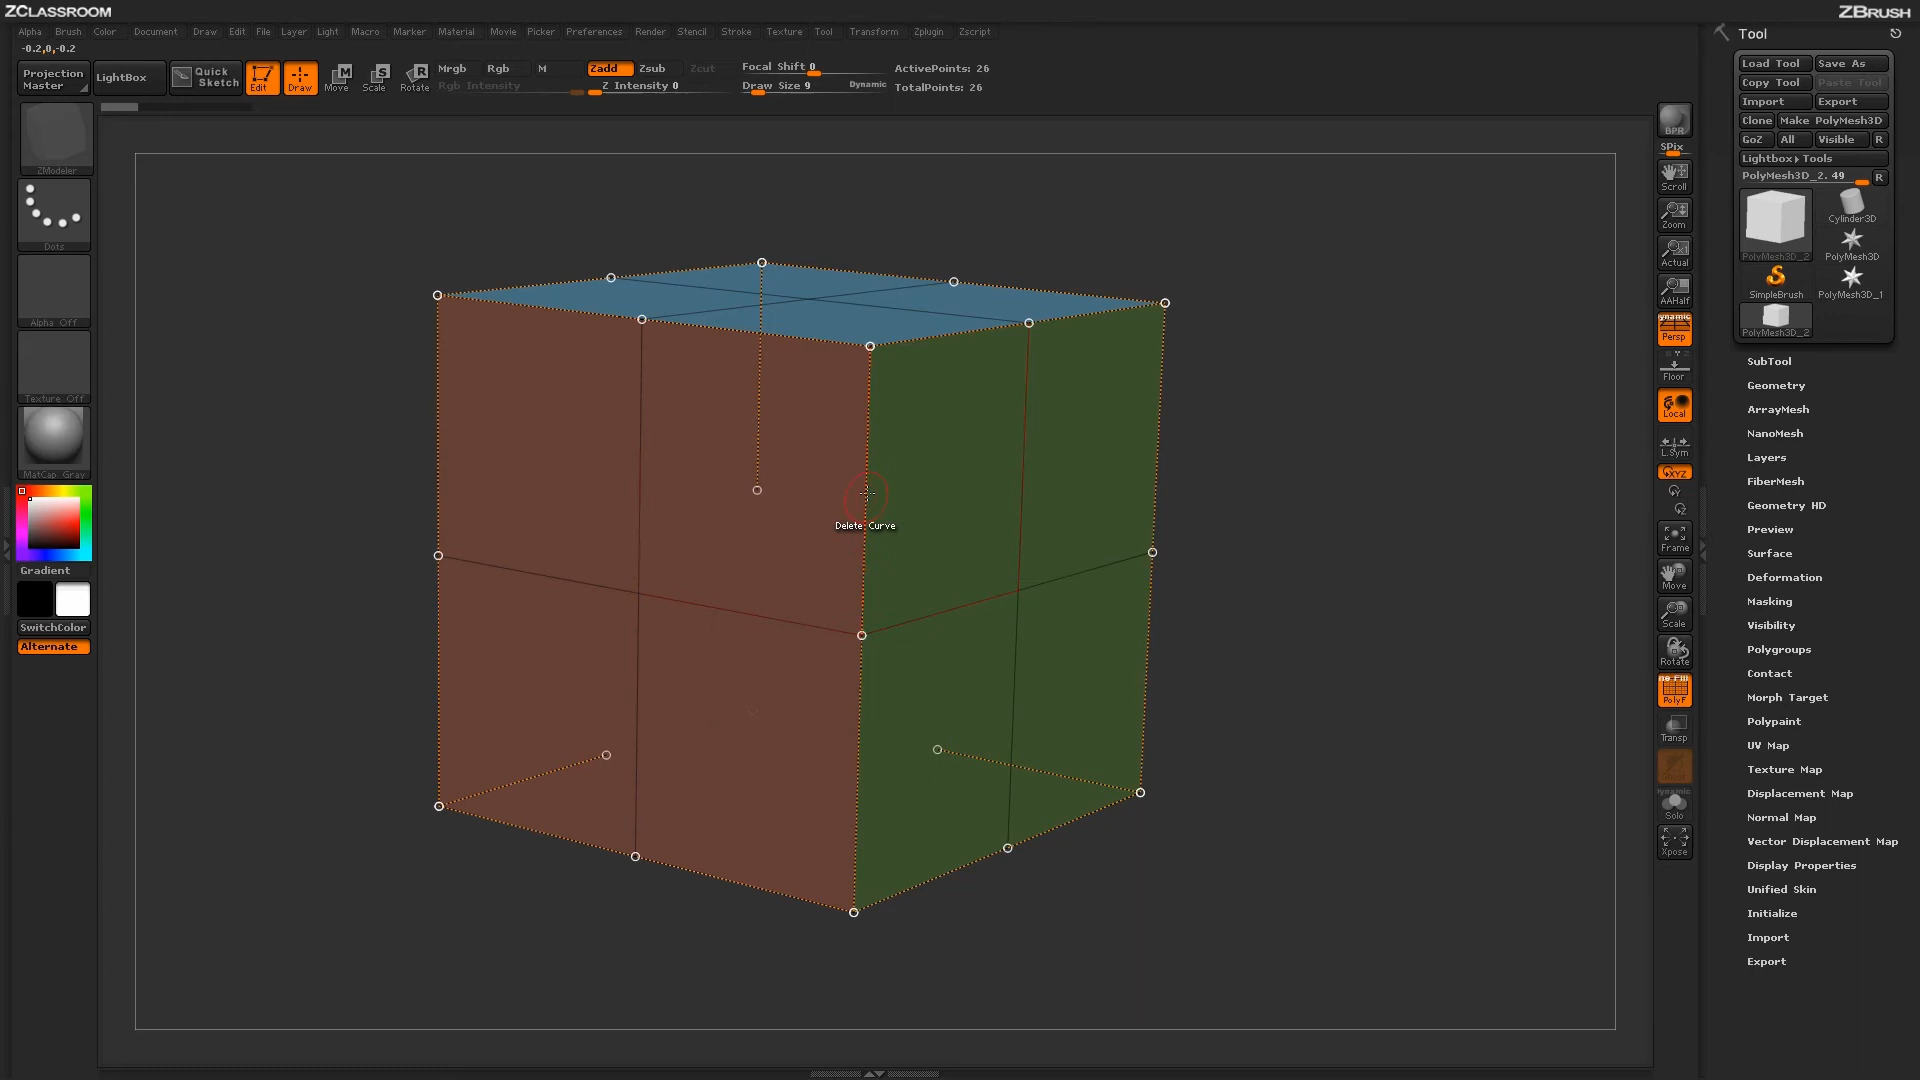 ZCLASSROOM
ZBRUSH
Alpha Brush Color Document Draw Edit File Layer Light Macro Marker Material Movie Picker Preferences Render Stencil Stroke Texture Tool Transform Zplugin Zscript
-0.2,0,-0.2
Projection
Master
LightBox
Quick
Sketch
Edit
Draw
Move
Scale
Rotate
Mrgb Rgb M
Rgb Intensity
Zadd Zsub Zcut
Z Intensity 0
Focal Shift 0
Draw Size 9
Dynamic
ActivePoints: 26
TotalPoints: 26
ZModeler
Dots
Alpha Off
Texture Off
MatCap Gray
Gradient
SwitchColor
Alternate
Delete Curve
BPR
SPix
Scroll
Zoom
Actual
AAHalf
Persp
Floor
Local
L.Sym
XYZ
Y
Z
Frame
Move
Scale
Rotate
PolyF
Transp
Ghost
Dynamic
Solo
Xpose
Tool
Load Tool Save As
Copy Tool Paste Tool
Import Export
Clone Make PolyMesh3D
GoZ All Visible R
Lightbox▸Tools
PolyMesh3D_2. 49 R
PolyMesh3D_2
Cylinder3D
PolyMesh3D
SimpleBrush
PolyMesh3D_1
PolyMesh3D_2
SubTool
Geometry
ArrayMesh
NanoMesh
Layers
FiberMesh
Geometry HD
Preview
Surface
Deformation
Masking
Visibility
Polygroups
Contact
Morph Target
Polypaint
UV Map
Texture Map
Displacement Map
Normal Map
Vector Displacement Map
Display Properties
Unified Skin
Initialize
Import
Export